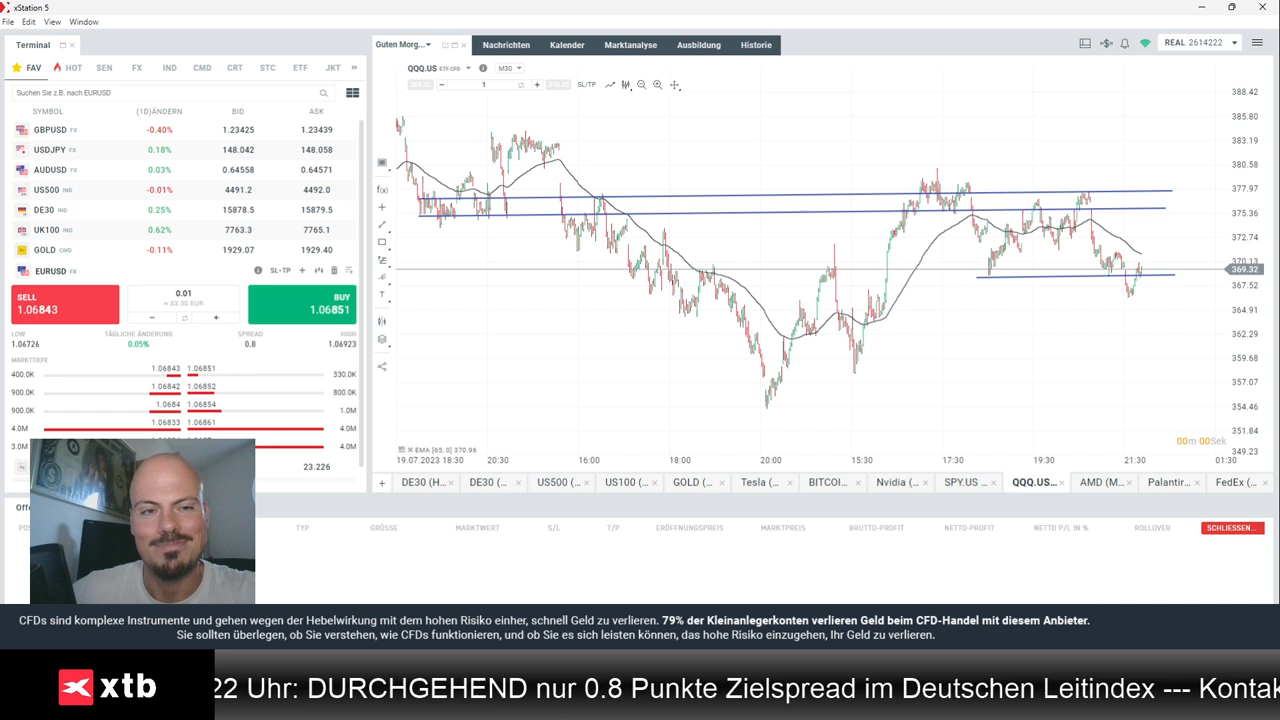 xStation 5
File Edit View Window
Terminal
FAV HOT SEN FX IND CMD CRT STC ETF JKT
Suchen Sie z.B. nach EURUSD
SYMBOL (1D)ÄNDERN BID ASK
GBPUSD FX -0.40% 1.23425 1.23439
USDJPY FX 0.18% 148.042 148.058
AUDUSD FX 0.03% 0.64558 0.64571
US500 IND -0.01% 4491.2 4492.0
DE30 IND 0.25% 15878.5 15879.5
UK100 IND 0.62% 7763.3 7765.1
GOLD CMD -0.11% 1929.07 1929.40
EURUSD FX SL•TP
SELL 1.06843
0.01
≈ 33.30 EUR
BUY 1.06851
LOW TÄGLICHE ÄNDERUNG SPREAD HIGH
1.06726 0.05% 0.8 1.06923
MARKTTIEFE
400.0K 1.06843 1.06851 330.0K
900.0K 1.06842 1.06852 800.0K
900.0K 1.0684 1.06854 1.0M
4.0M 1.06833 1.06861 4.0M
3.0M 4.0M
23.226
Guten Morg... Nachrichten Kalender Marktanalyse Ausbildung Historie
REAL 2614222
QQQ.US ETF CFD M30
1 SL/TP
388.42
385.80
383.19
380.58
377.97
375.36
372.74
370.13
369.32
367.52
364.91
362.29
359.68
357.07
354.46
351.84
349.23
00m 00Sek
EMA [65, 0] 370.96
19.07.2023 18:30 20:30 16:00 18:00 20:00 15:30 17:30 19:30 21:30 01:30
DE30 (H... DE30 (... US500 (... US100 (... GOLD (... Tesla (... BITCOI... Nvidia (... SPY.US ... QQQ.US... AMD (M... Palantir... FedEx (...
TYP GRÖSSE MARKTWERT S/L T/P ERÖFFNUNGSPREIS MARKTPREIS BRUTTO-PROFIT NETTO-PROFIT NETTO P/L IN % ROLLOVER SCHLIESSEN...
CFDs sind komplexe Instrumente und gehen wegen der Hebelwirkung mit dem hohen Risiko einher, schnell Geld zu verlieren. 79% der Kleinanlegerkonten verlieren Geld beim CFD-Handel mit diesem Anbieter.
Sie sollten überlegen, ob Sie verstehen, wie CFDs funktionieren, und ob Sie es sich leisten können, das hohe Risiko einzugehen, Ihr Geld zu verlieren.
xtb
22 Uhr: DURCHGEHEND nur 0.8 Punkte Zielspread im Deutschen Leitindex --- Kontak